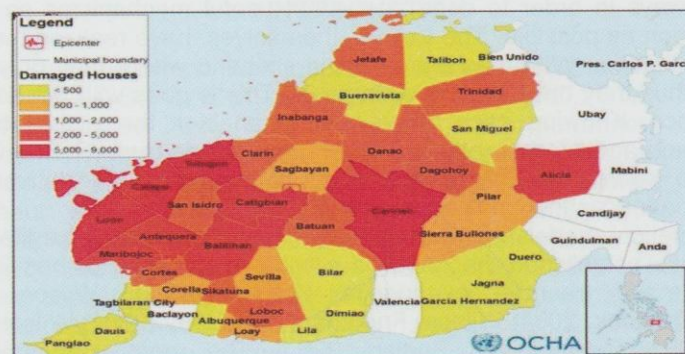 Legend
Epicenter
Municipal boundary
Damaged Houses
< 500
500 - 1,000
1,000 - 2,000
2,000 - 5,000
5,000 - 9,000
Jetafe
Talibon
Bien Unido
Pres. Carlos P. Garc
Buenavista
Trinidad
Ubay
Inabanga
San Miguel
Clarin
Danao
Sagbayan
Dagohoy
Alicia
Mabini
San Isidro
Catigbian
Carmen
Pilar
Candijay
Loon
Batuan
Antequera
Balilihan
Sierra Bullones
Guindulman
Anda
Maribojoc
Duero
Cortes
Sevilla
Bilar
Corella
Sikatuna
Jagna
Tagbilaran City
Loboc
Valencia
Garcia Hernandez
Baclayon
Albuquerque
Dimiao
Dauis
Loay
Lila
Panglao
OCHA